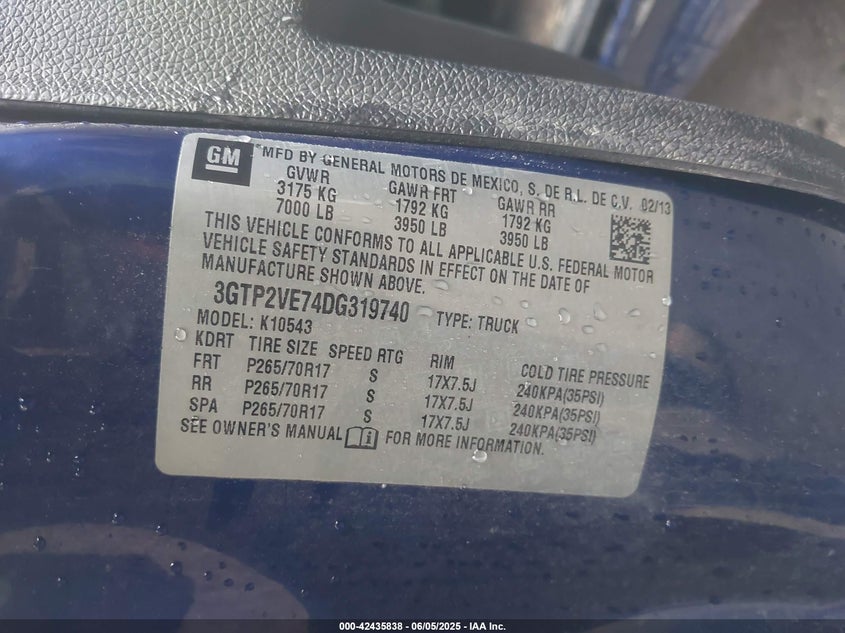 GM *MFD BY GENERAL MOTORS DE MEXICO, S. DE R.L. DE C.V. 02/13
GVWR GAWR FRT GAWR RR
3175 KG 1792 KG 1792 KG
7000 LB 3950 LB 3950 LB
THIS VEHICLE CONFORMS TO ALL APPLICABLE U.S. FEDERAL MOTOR
VEHICLE SAFETY STANDARDS IN EFFECT ON THE DATE OF
MANUFACTURE SHOWN ABOVE.
3GTP2VE74DG319740 TYPE: TRUCK
MODEL: K10543
KDRT TIRE SIZE SPEED RTG RIM COLD TIRE PRESSURE
FRT P265/70R17 S 17X7.5J 240KPA(35PSI)
RR P265/70R17 S 17X7.5J 240KPA(35PSI)
SPA P265/70R17 S 17X7.5J 240KPA(35PSI)
SEE OWNER'S MANUAL i FOR MORE INFORMATION.
000-42435838 - 06/05/2025 - IAA Inc.